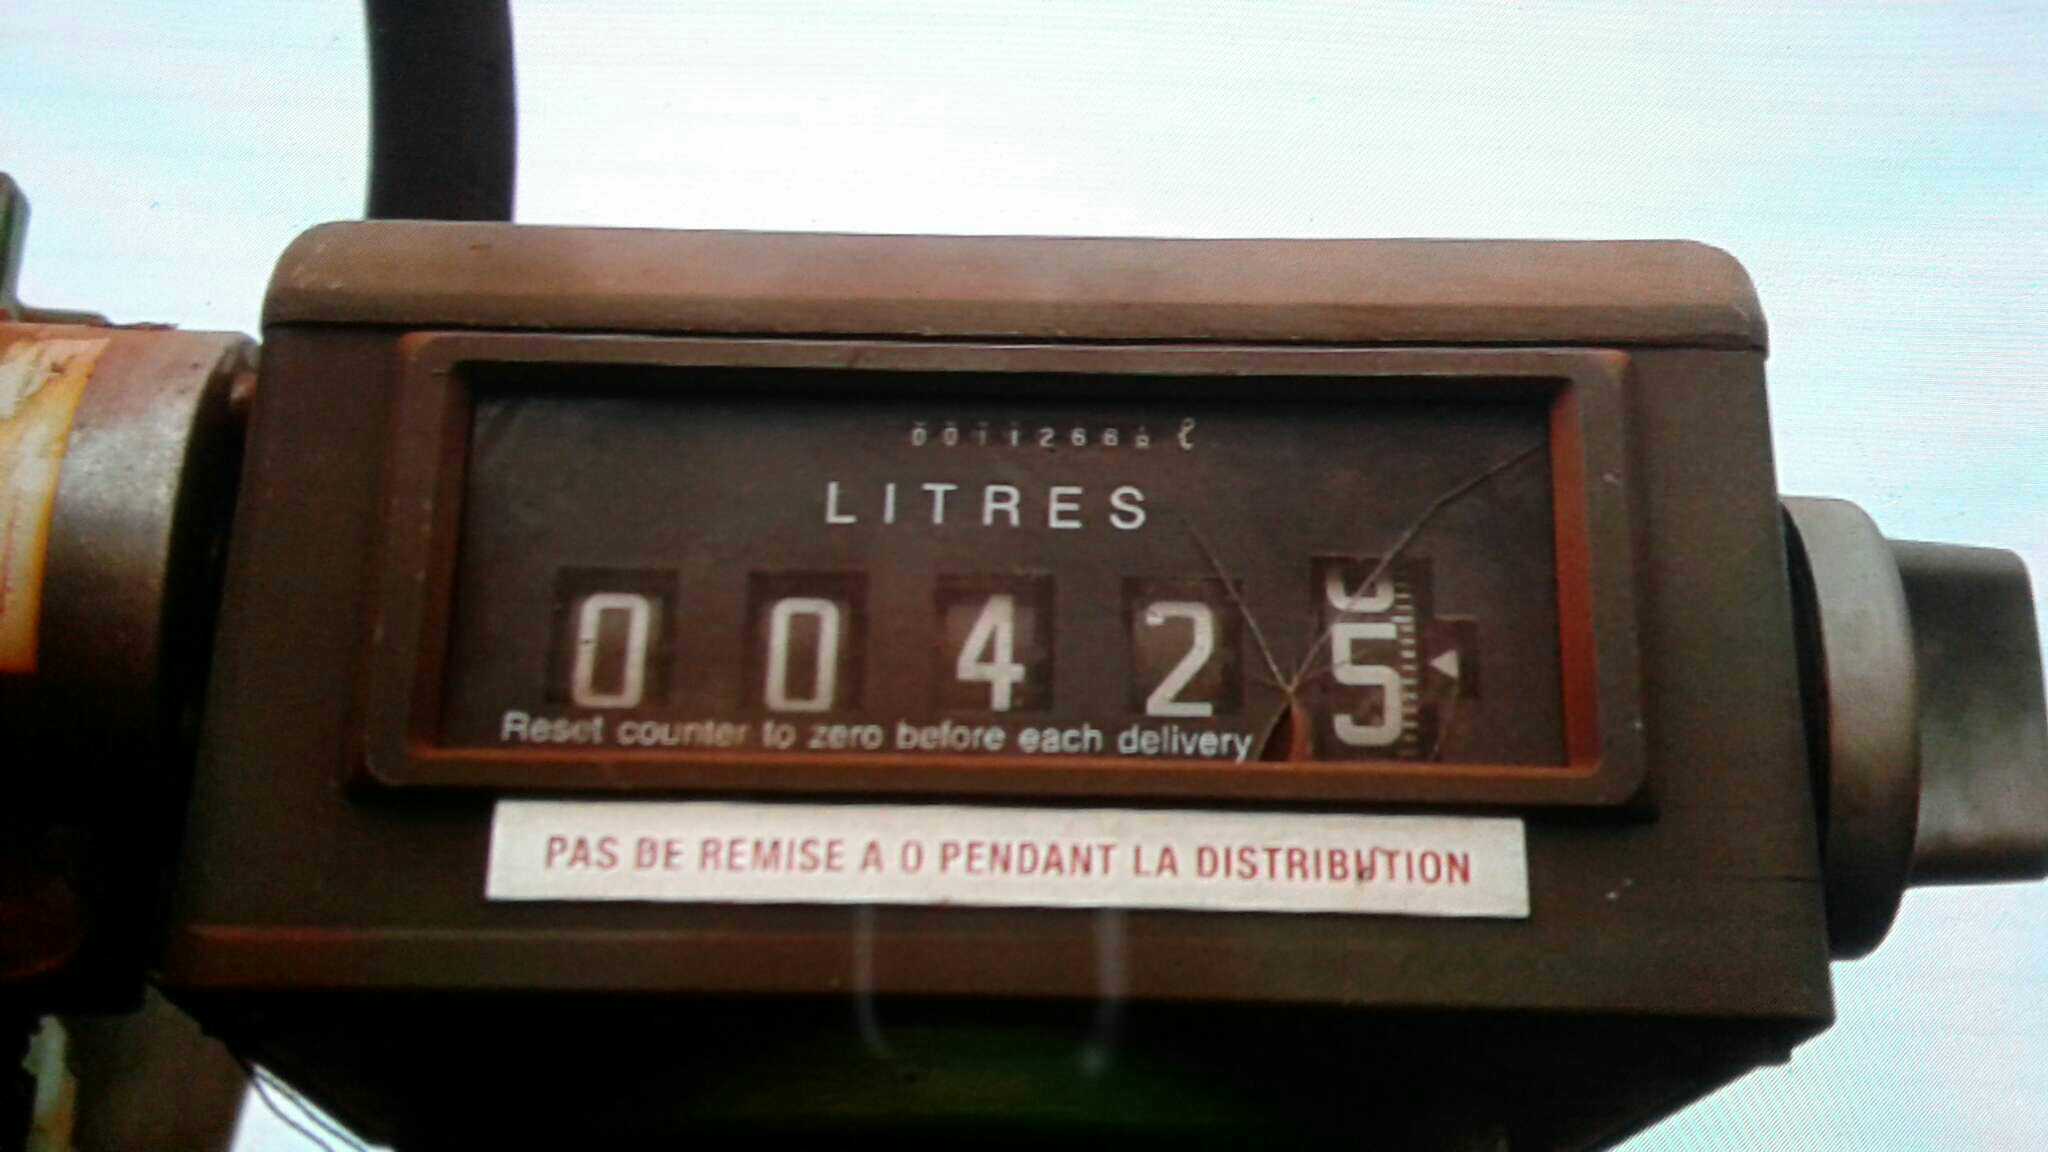 0011266 ℓ
LITRES
0 0 4 2 5
Reset counter to zero before each delivery
PAS DE REMISE A 0 PENDANT LA DISTRIBUTION